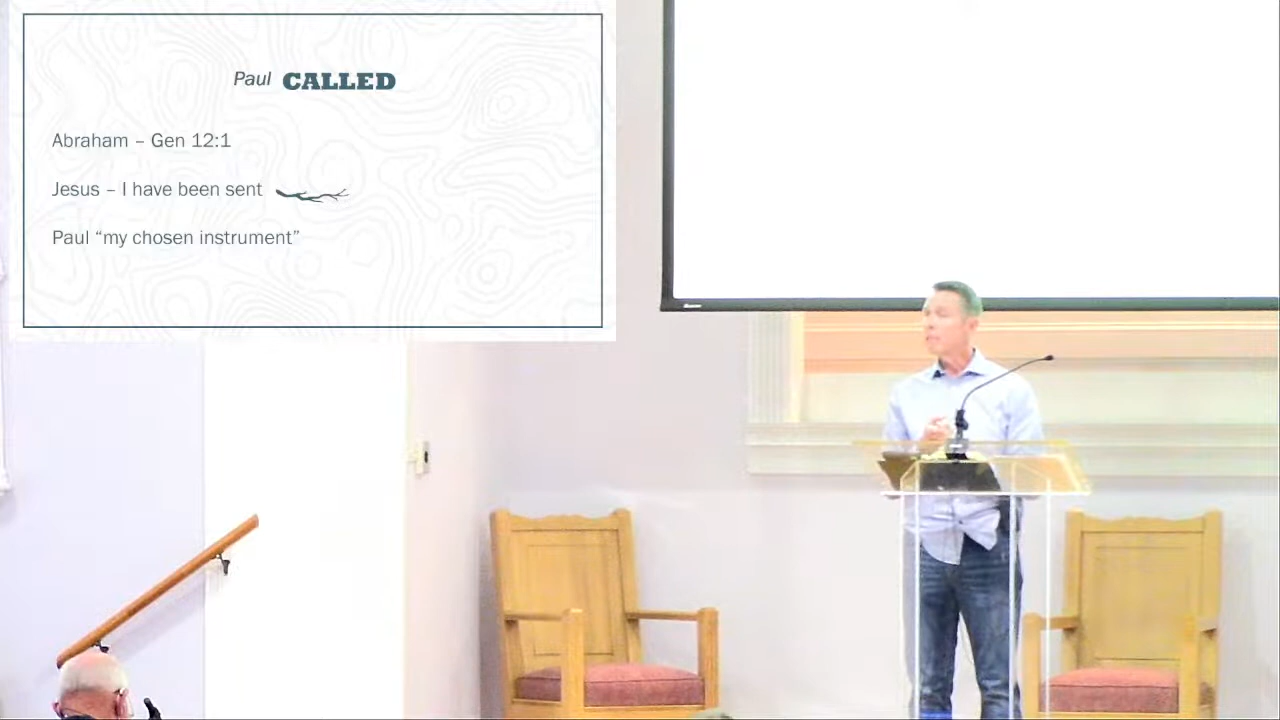 Paul CALLED
Abraham – Gen 12:1
Jesus – I have been sent
Paul “my chosen instrument”